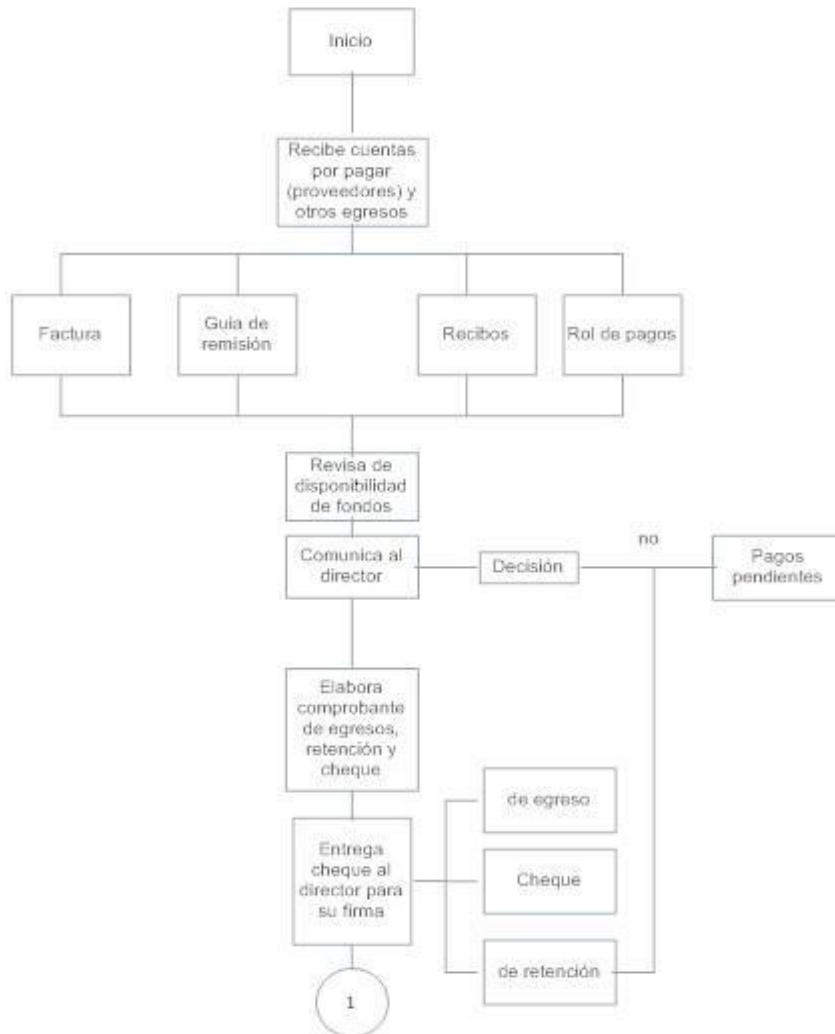 Inicio
Recibe cuentas
por pagar
(proveedores) y
otros egresos
Factura
Guia de
remisión
Recibos
Rol de pagos
Revisa de
disponibilidad
de fondos
Comunica al
director
Decisión
no
Pagos
pendientes
Elabora
comprobante
de egresos,
retención y
cheque
de egreso
Entrega
cheque al
director para
su firma
Cheque
de retención
1